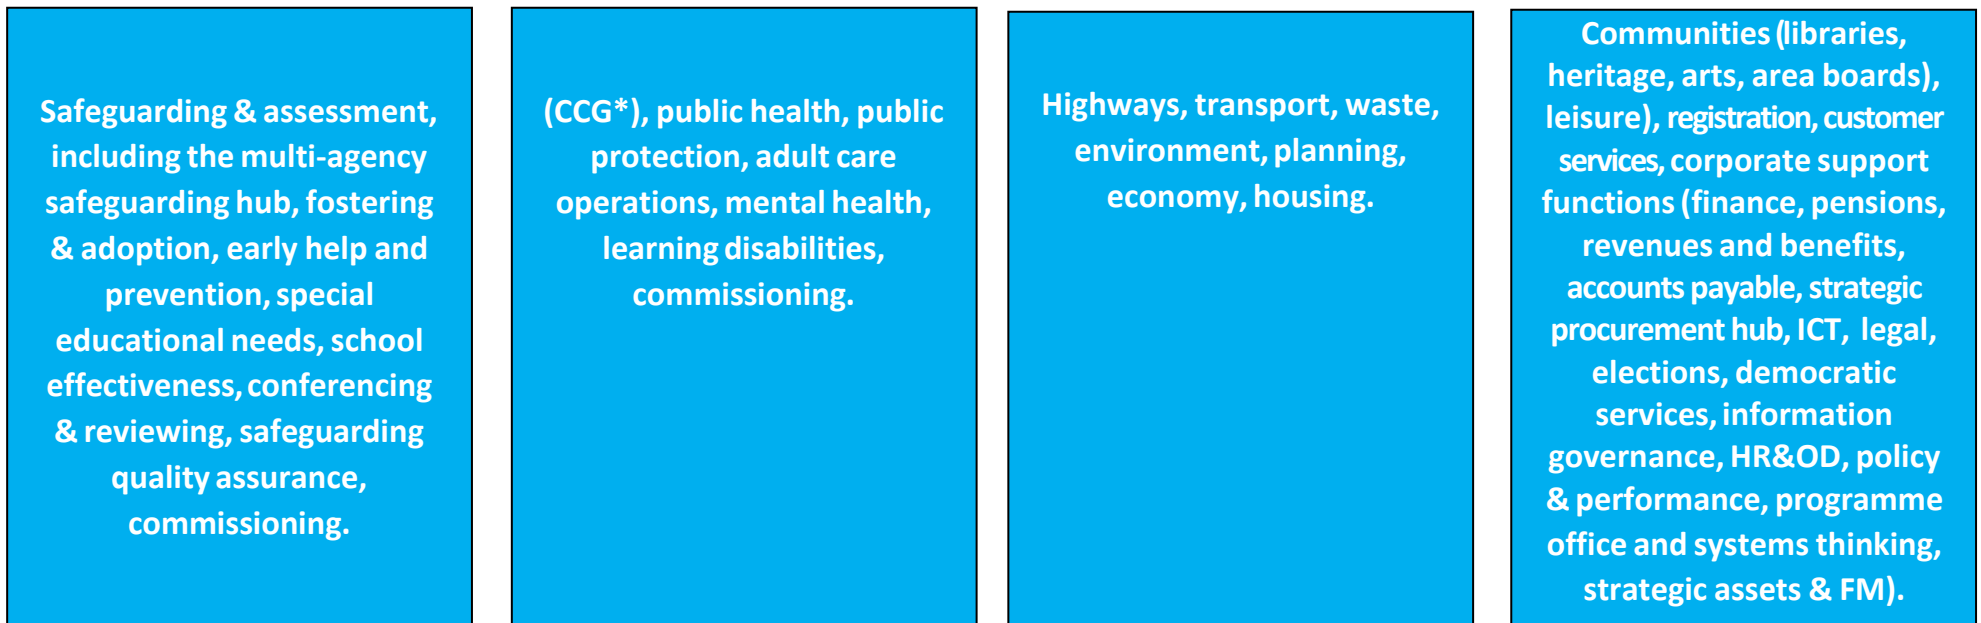 Safeguarding & assessment,
including the multi-agency
safeguarding hub, fostering
& adoption, early help and
prevention, special
educational needs, school
effectiveness, conferencing
& reviewing, safeguarding
quality assurance,
commissioning.
(CCG*), public health, public
protection, adult care
operations, mental health,
learning disabilities,
commissioning.
Highways, transport, waste,
environment, planning,
economy, housing.
Communities (libraries,
heritage, arts, area boards),
leisure), registration, customer
services, corporate support
functions (finance, pensions,
revenues and benefits,
accounts payable, strategic
procurement hub, ICT, legal,
elections, democratic
services, information
governance, HR&OD, policy
& performance, programme
office and systems thinking,
strategic assets & FM).